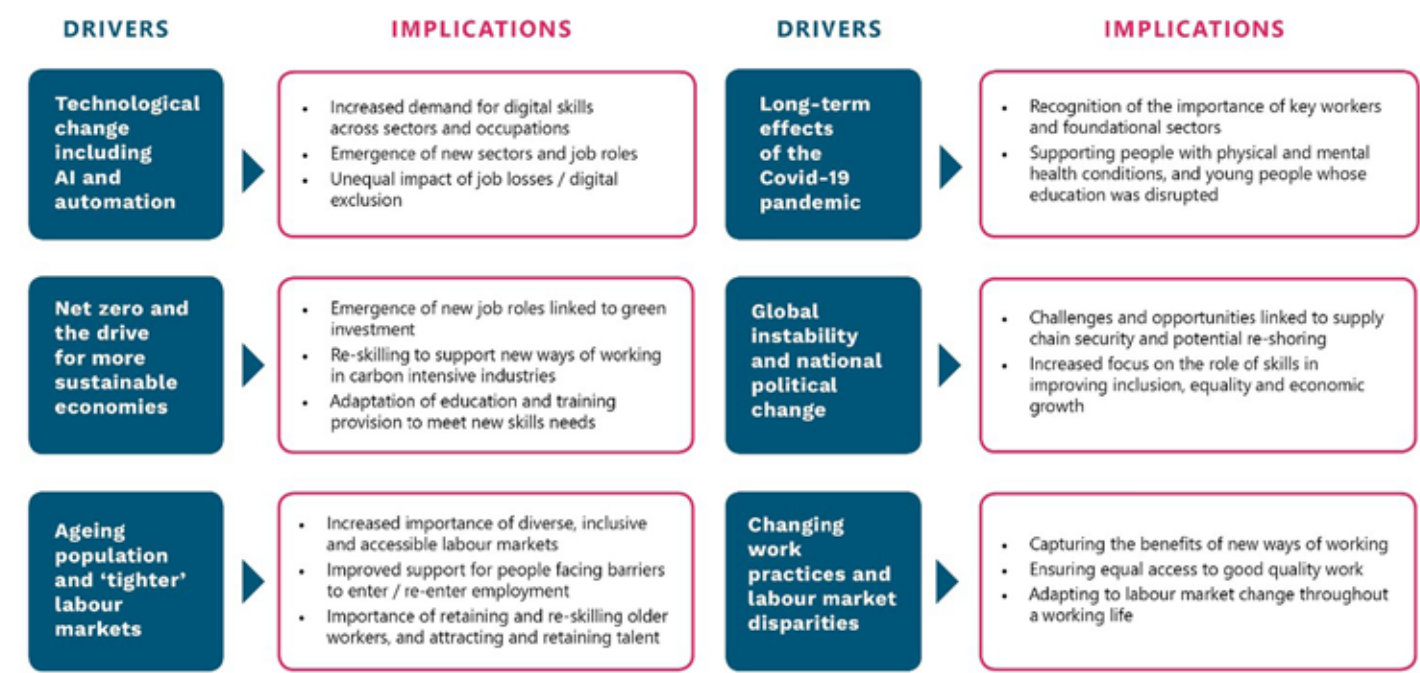 DRIVERS
IMPLICATIONS
Technological
change
including
AI and
automation
• Increased demand for digital skills
across sectors and occupations
• Emergence of new sectors and job roles
• Unequal impact of job losses / digital
exclusion
Net zero and
the drive
for more
sustainable
economies
• Emergence of new job roles linked to green
investment
• Re-skilling to support new ways of working
in carbon intensive industries
• Adaptation of education and training
provision to meet new skills needs
Ageing
population
and ‘tighter’
labour
markets
• Increased importance of diverse, inclusive
and accessible labour markets
• Improved support for people facing barriers
to enter / re-enter employment
• Importance of retaining and re-skilling older
workers, and attracting and retaining talent
DRIVERS
IMPLICATIONS
Long-term
effects
of the
Covid-19
pandemic
• Recognition of the importance of key workers
and foundational sectors
• Supporting people with physical and mental
health conditions, and young people whose
education was disrupted
Global
instability
and national
political
change
• Challenges and opportunities linked to supply
chain security and potential re-shoring
• Increased focus on the role of skills in
improving inclusion, equality and economic
growth
Changing
work
practices and
labour market
disparities
• Capturing the benefits of new ways of working
• Ensuring equal access to good quality work
• Adapting to labour market change throughout
a working life